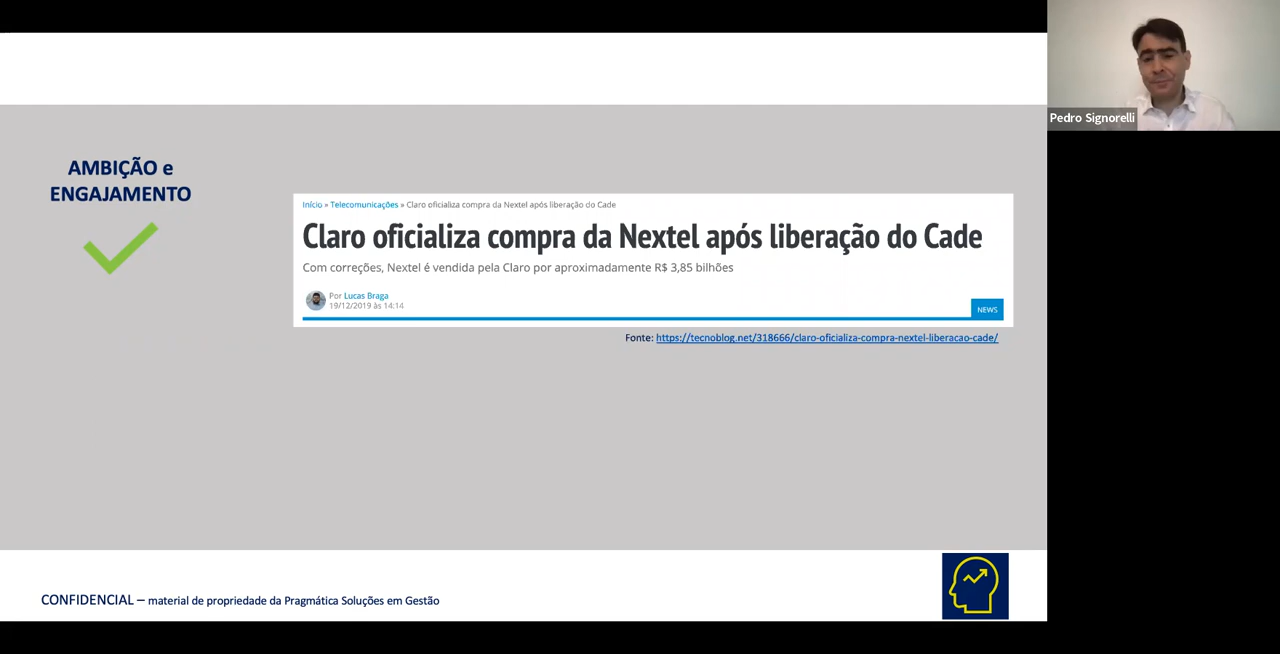 Pedro Signorelli
AMBIÇÃO e
ENGAJAMENTO
Início » Telecomunicações » Claro oficializa compra da Nextel após liberação do Cade
Claro oficializa compra da Nextel após liberação do Cade
Com correções, Nextel é vendida pela Claro por aproximadamente R$ 3,85 bilhões
Por Lucas Braga
19/12/2019 às 14:14
NEWS
Fonte: https://tecnoblog.net/318666/claro-oficializa-compra-nextel-liberacao-cade/
CONFIDENCIAL – material de propriedade da Pragmática Soluções em Gestão